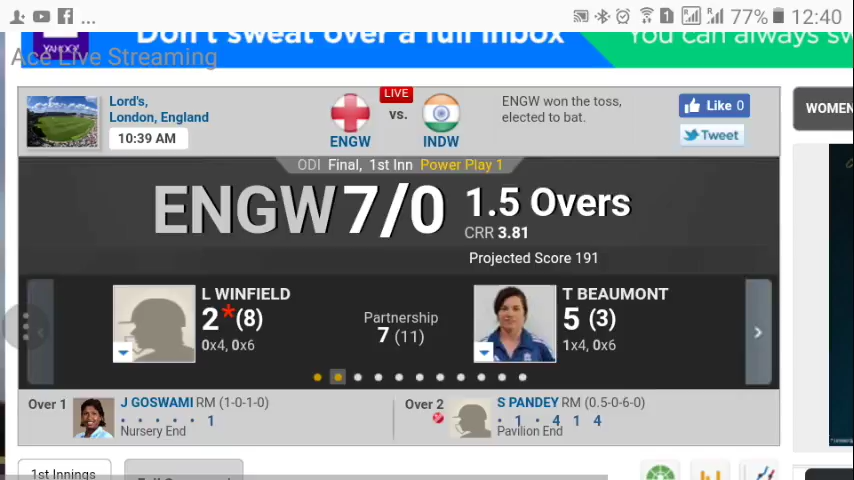 77% 12:40
Don't sweat over a full inbox
You can always sw
YAHOO!
Ace Live Streaming
Lord's,
London, England
10:39 AM
LIVE
vs.
ENGW
INDW
ENGW won the toss,
elected to bat.
Like 0
Tweet
WOMEN
ODI Final, 1st Inn Power Play 1
ENGW 7/0
1.5 Overs
CRR 3.81
Projected Score 191
L WINFIELD
2*(8)
0x4, 0x6
Partnership
7 (11)
T BEAUMONT
5 (3)
1x4, 0x6
Over 1
J GOSWAMI RM (1-0-1-0)
• • • • • 1
Nursery End
Over 2
S PANDEY RM (0.5-0-6-0)
• 1 • 4 1 4
Pavilion End
1st Innings